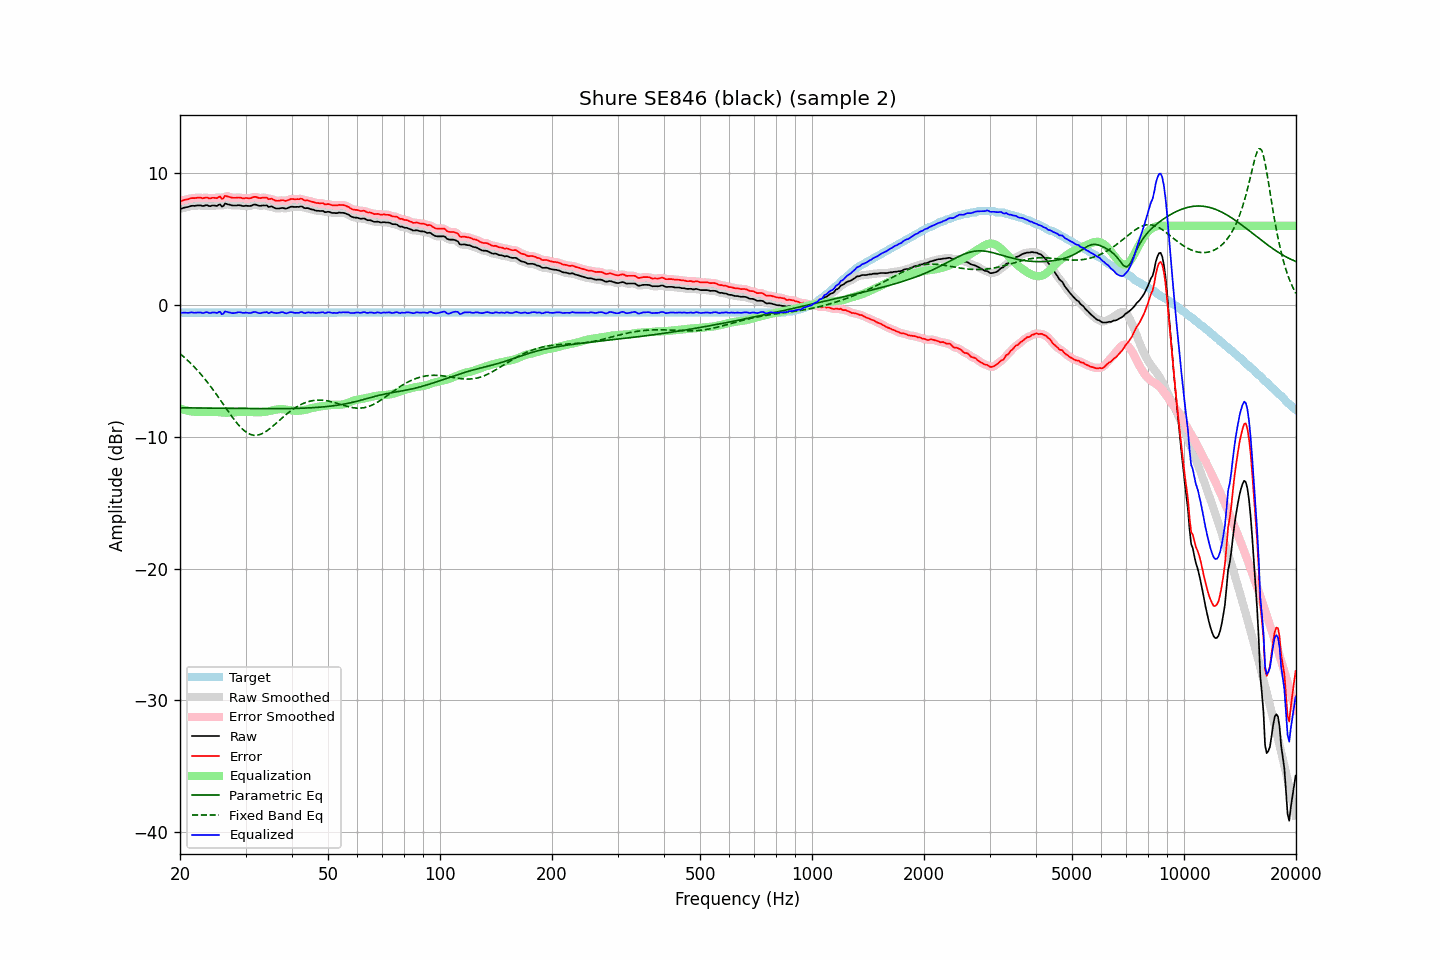 Shure SE846 (black) (sample 2)
10
0
−10
−20
−30
−40
Amplitude (dBr)
Target
Raw Smoothed
Error Smoothed
Raw
Error
Equalization
Parametric Eq
Fixed Band Eq
Equalized
20 50 100 200 500 1000 2000 5000 10000 20000
Frequency (Hz)